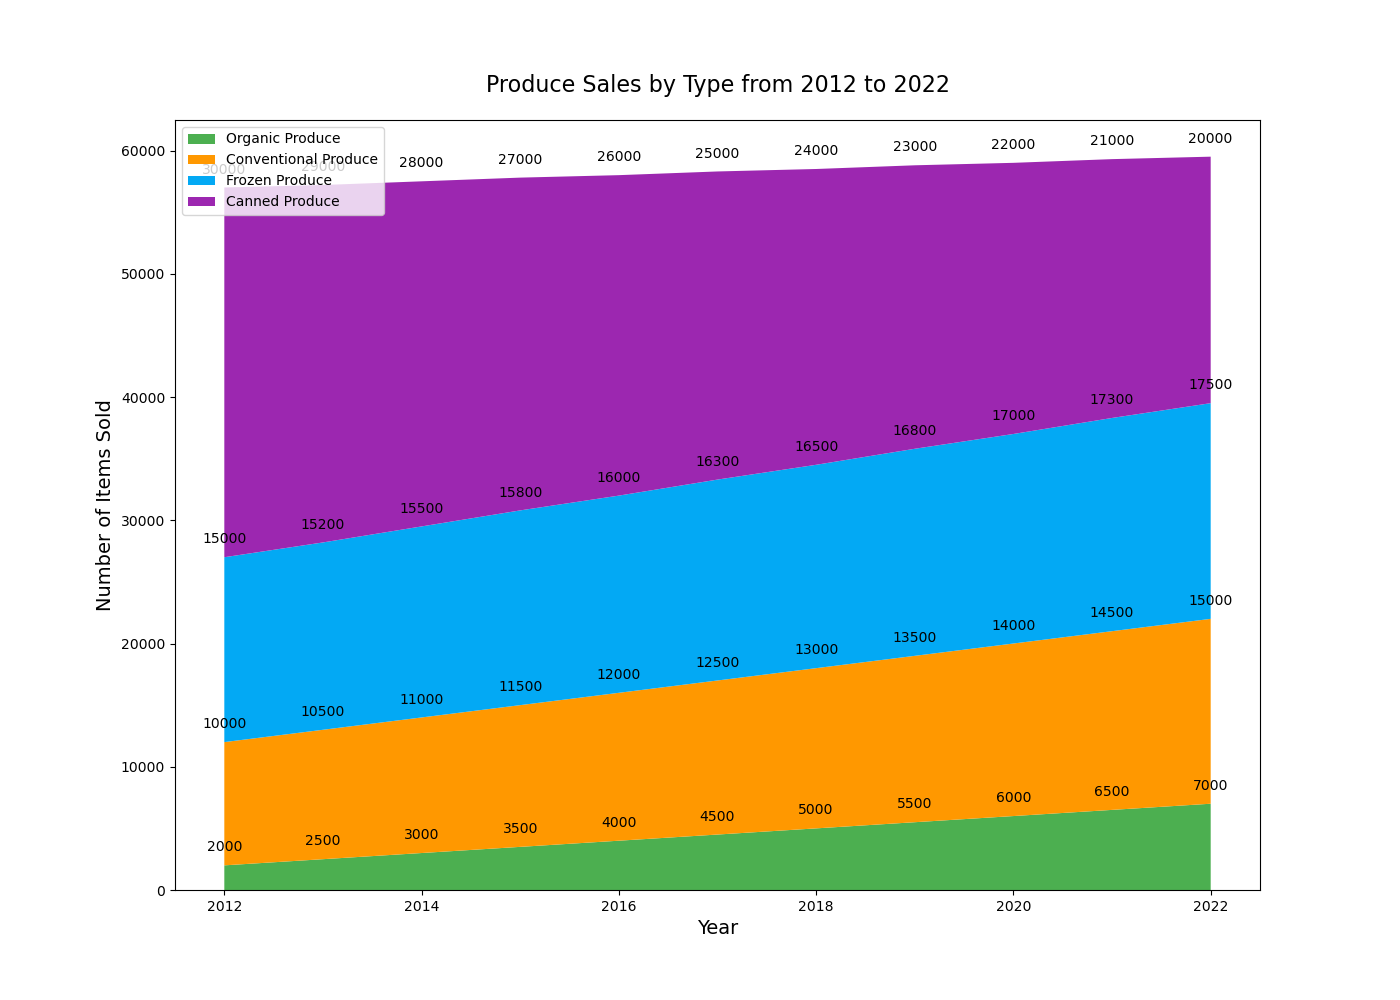 Produce Sales by Type from 2012 to 2022
Organic Produce
Conventional Produce
Frozen Produce
Canned Produce
30000 29000 28000 27000 26000 25000 24000 23000 22000 21000 20000
15000 15200 15500 15800 16000 16300 16500 16800 17000 17300 17500
10000 10500 11000 11500 12000 12500 13000 13500 14000 14500 15000
2000 2500 3000 3500 4000 4500 5000 5500 6000 6500 7000
60000
50000
40000
30000
20000
10000
0
Number of Items Sold
2012 2014 2016 2018 2020 2022
Year